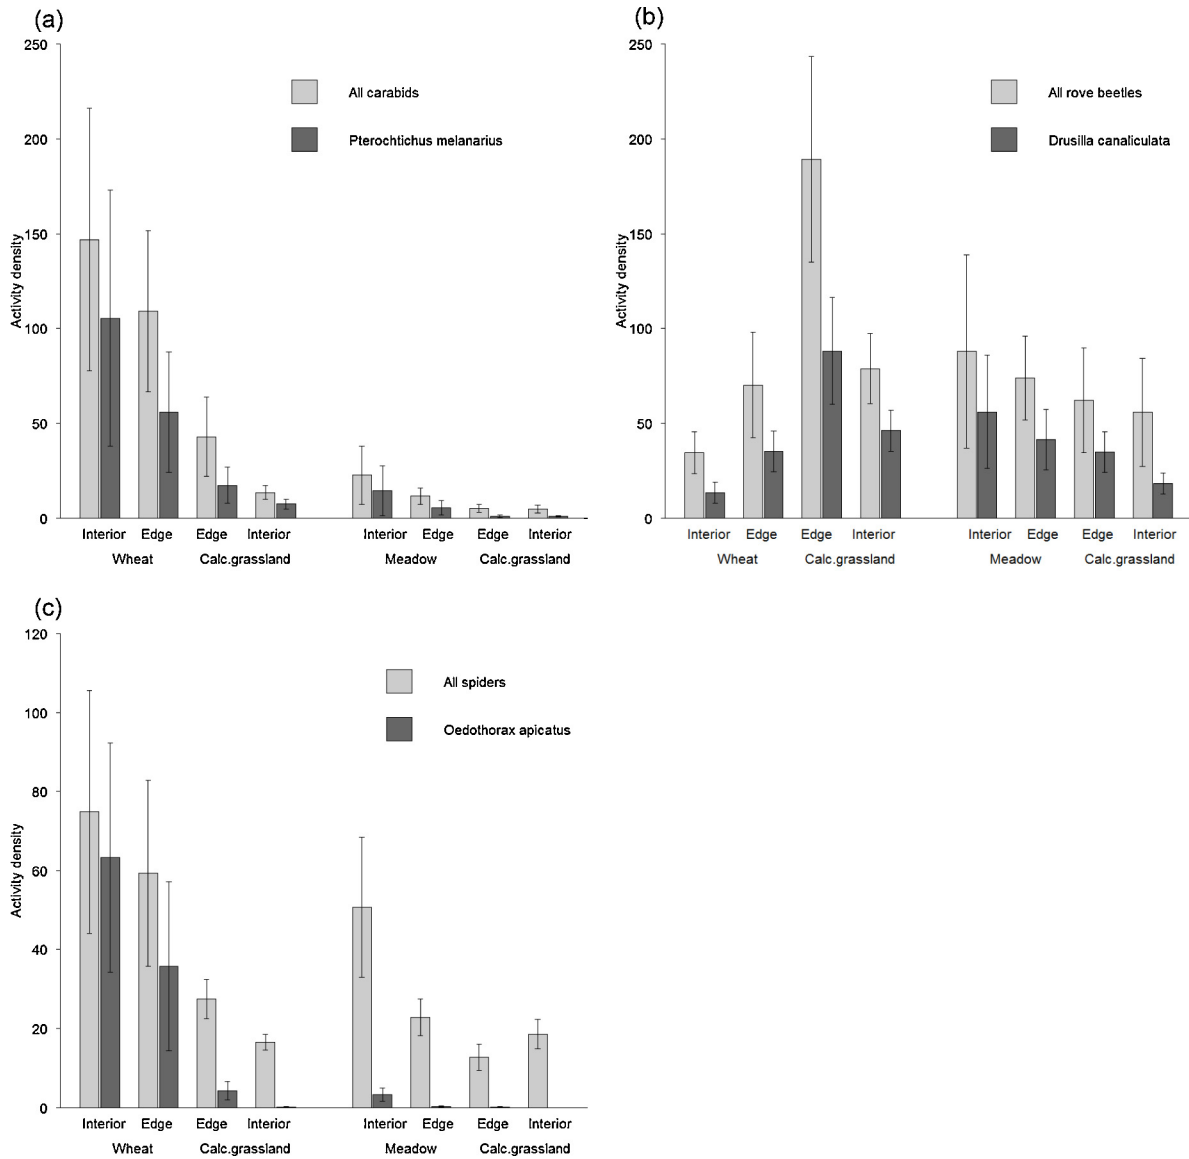 (a)
250
200
150
100
50
0
Activity density
All carabids
Pterochtichus melanarius
Interior Edge Edge Interior Interior Edge Edge Interior
Wheat Calc.grassland Meadow Calc.grassland
(b)
250
200
150
100
50
0
Activity density
All rove beetles
Drusilla canaliculata
Interior Edge Edge Interior Interior Edge Edge Interior
Wheat Calc.grassland Meadow Calc.grassland
(c)
120
100
80
60
40
20
0
Activity density
All spiders
Oedothorax apicatus
Interior Edge Edge Interior Interior Edge Edge Interior
Wheat Calc.grassland Meadow Calc.grassland